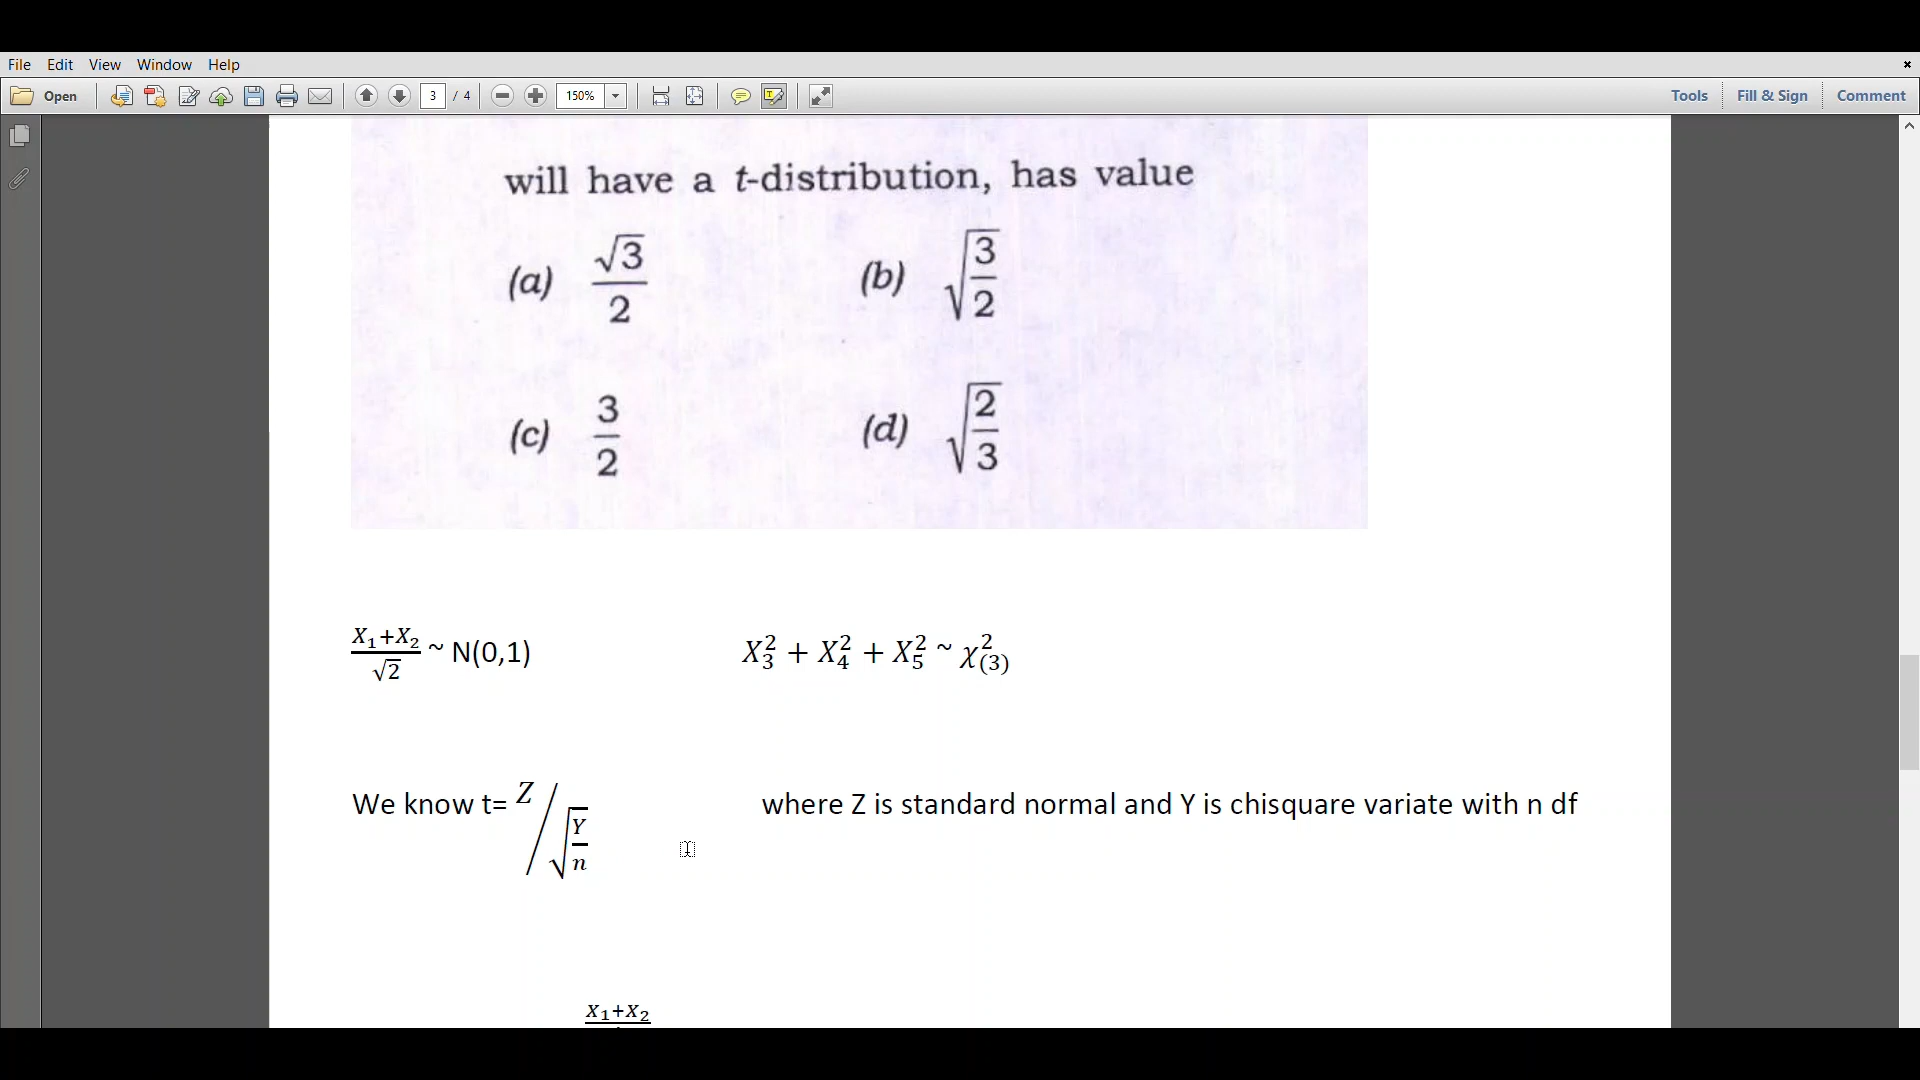 File Edit View Window Help
Open 3 / 4 150% Tools Fill & Sign Comment
will have a t-distribution, has value
(a) √3/2 (b) √(3/2)
(c) 3/2 (d) √(2/3)
(X₁+X₂)/√2 ~ N(0,1) X₃² + X₄² + X₅² ~ χ²₍₃₎
We know t= Z/√(Y/n) where Z is standard normal and Y is chisquare variate with n df
X₁+X₂